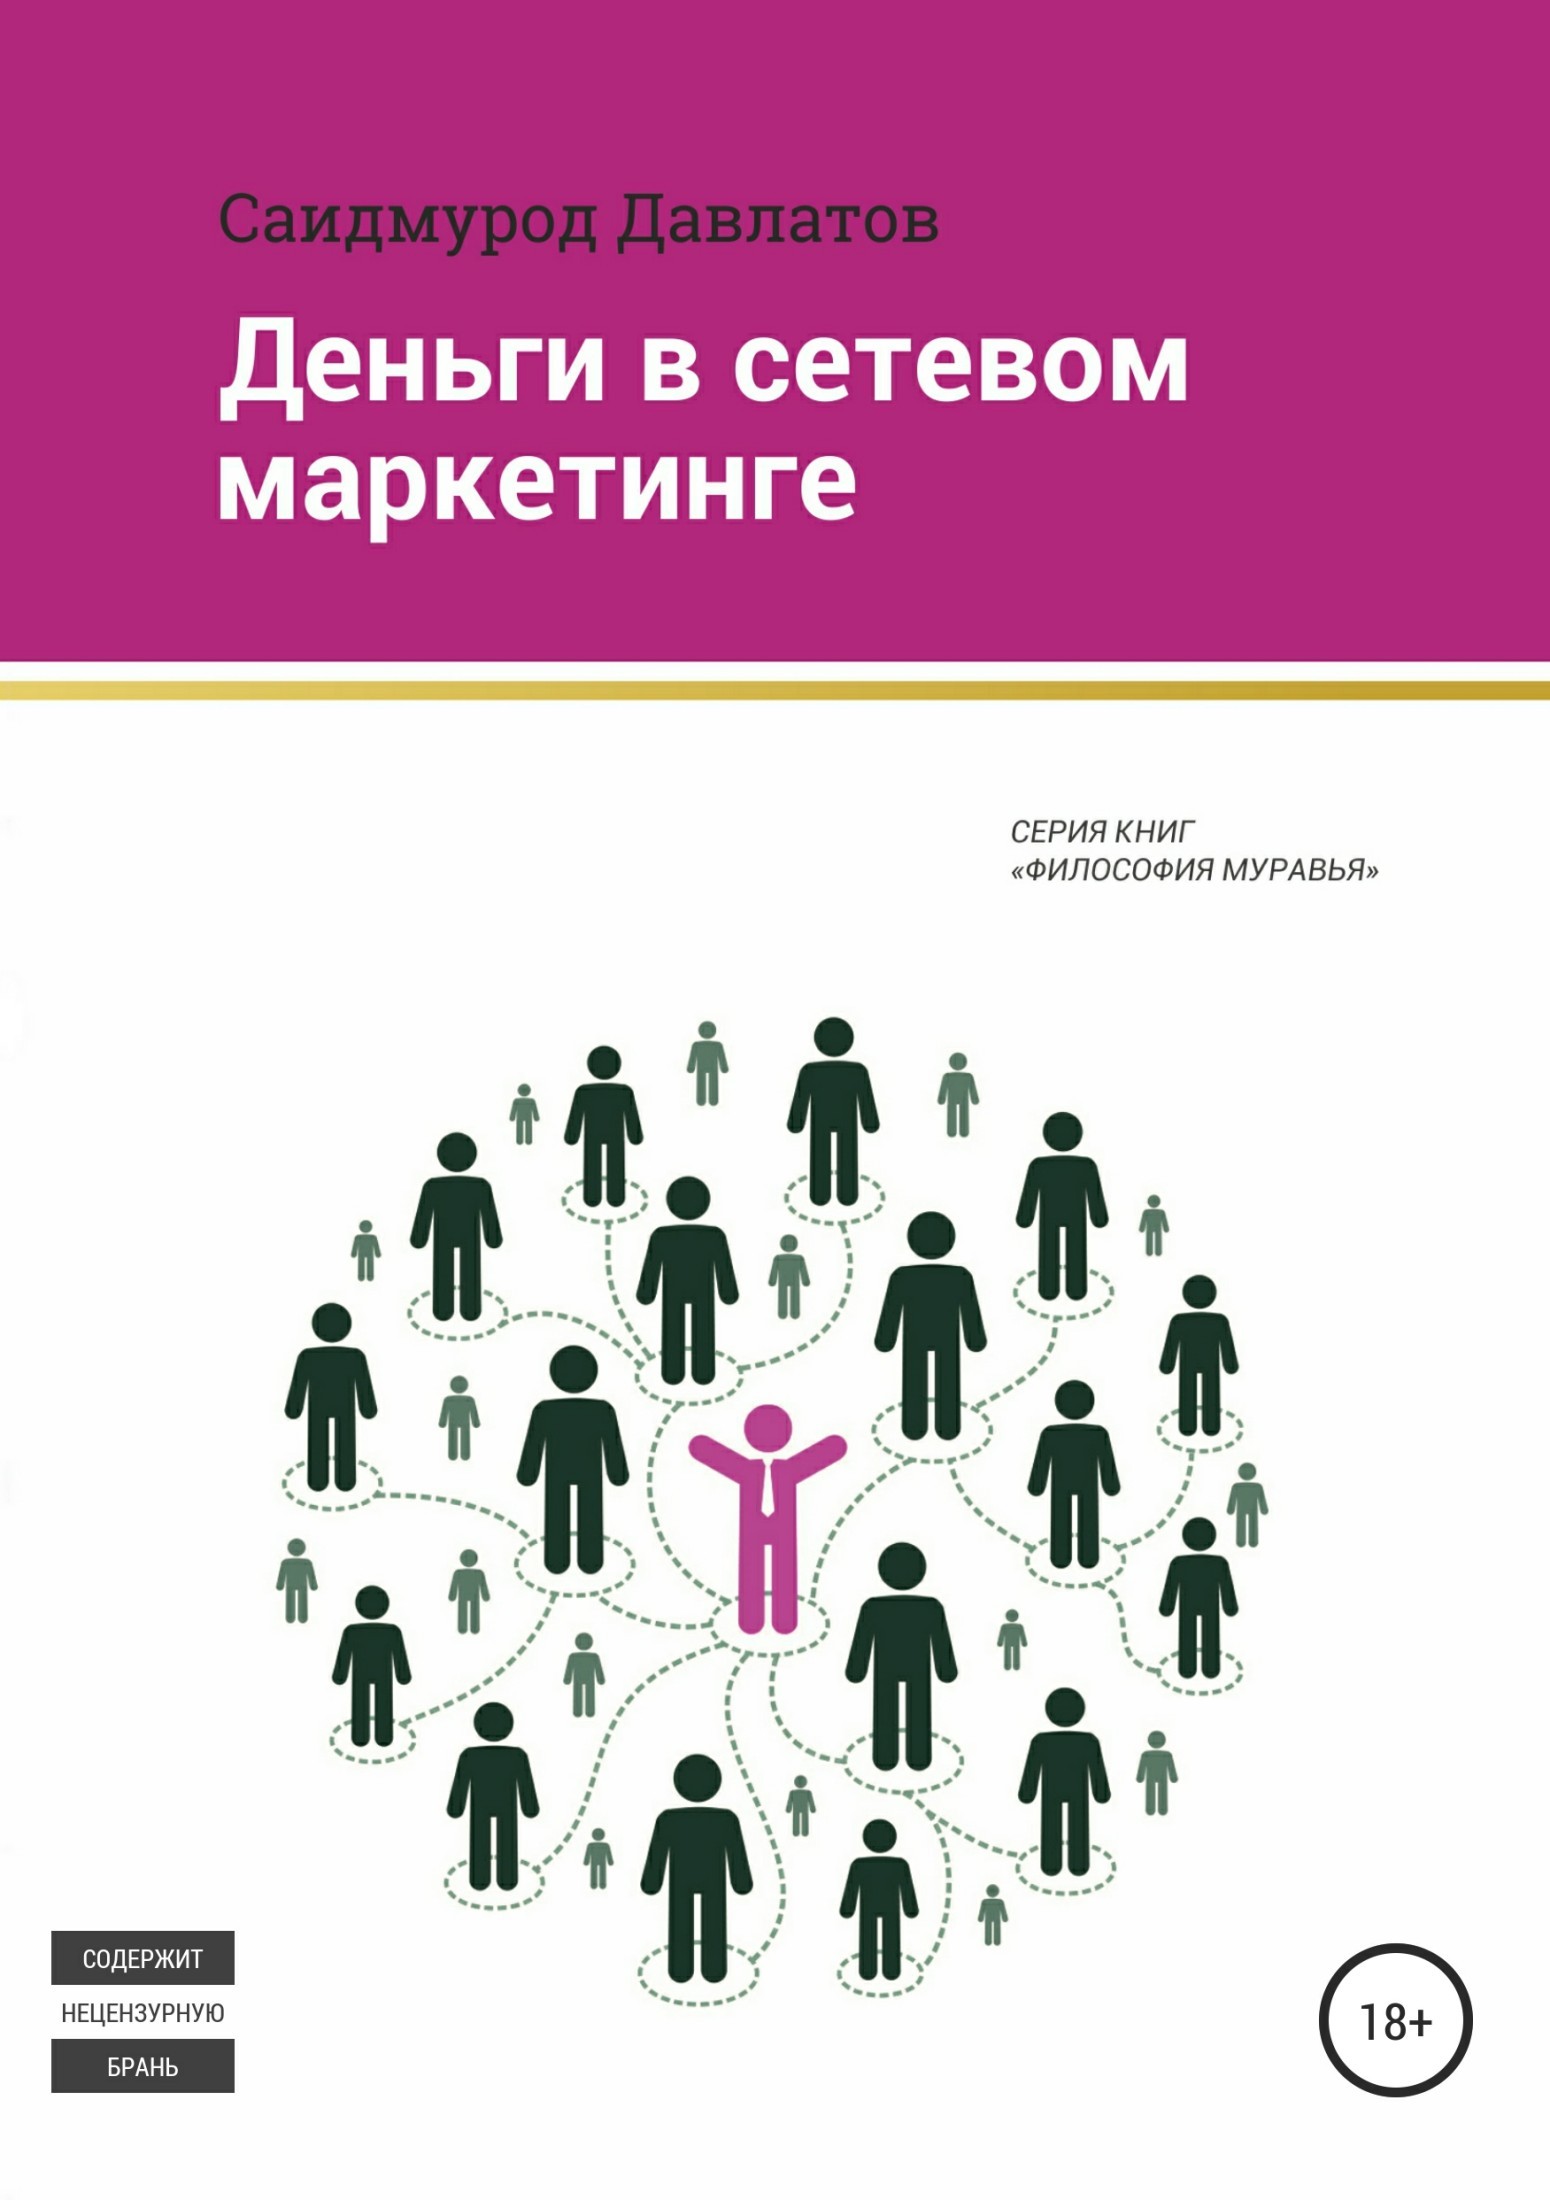 Саидмурод Давлатов
Деньги в сетевом
маркетинге
СЕРИЯ КНИГ
«ФИЛОСОФИЯ МУРАВЬЯ»
СОДЕРЖИТ
НЕЦЕНЗУРНУЮ
БРАНЬ
18+